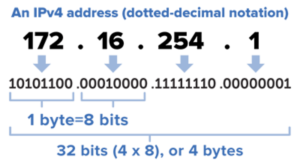 An IPv4 address (dotted-decimal notation)
172 . 16 . 254 . 1
10101100 .00010000 .11111110 .00000001
1 byte=8 bits
32 bits (4 x 8), or 4 bytes